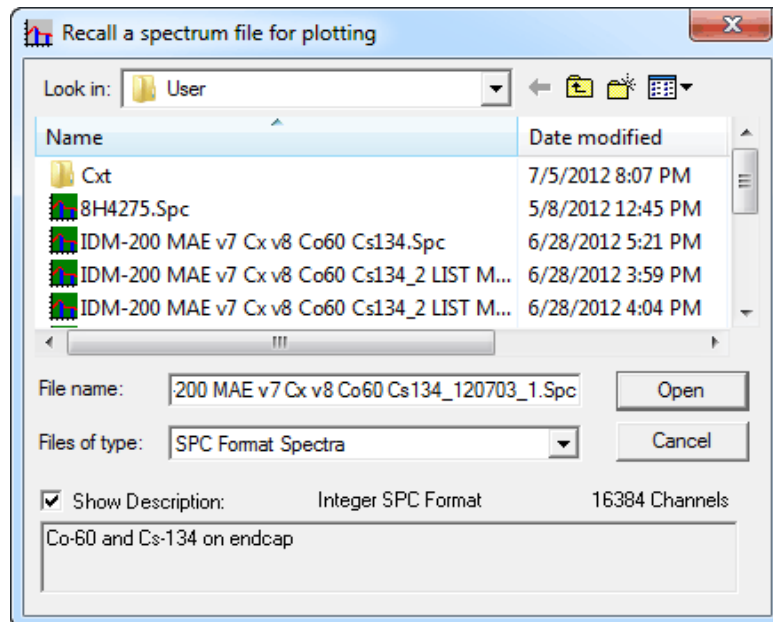 Recall a spectrum file for plotting
Look in: User
Name Date modified
Cxt 7/5/2012 8:07 PM
8H4275.Spc 5/8/2012 12:45 PM
IDM-200 MAE v7 Cx v8 Co60 Cs134.Spc 6/28/2012 5:21 PM
IDM-200 MAE v7 Cx v8 Co60 Cs134_2 LIST M... 6/28/2012 3:59 PM
IDM-200 MAE v7 Cx v8 Co60 Cs134_2 LIST M... 6/28/2012 4:04 PM
File name: -200 MAE v7 Cx v8 Co60 Cs134_120703_1.Spc Open
Files of type: SPC Format Spectra Cancel
Show Description: Integer SPC Format 16384 Channels
Co-60 and Cs-134 on endcap